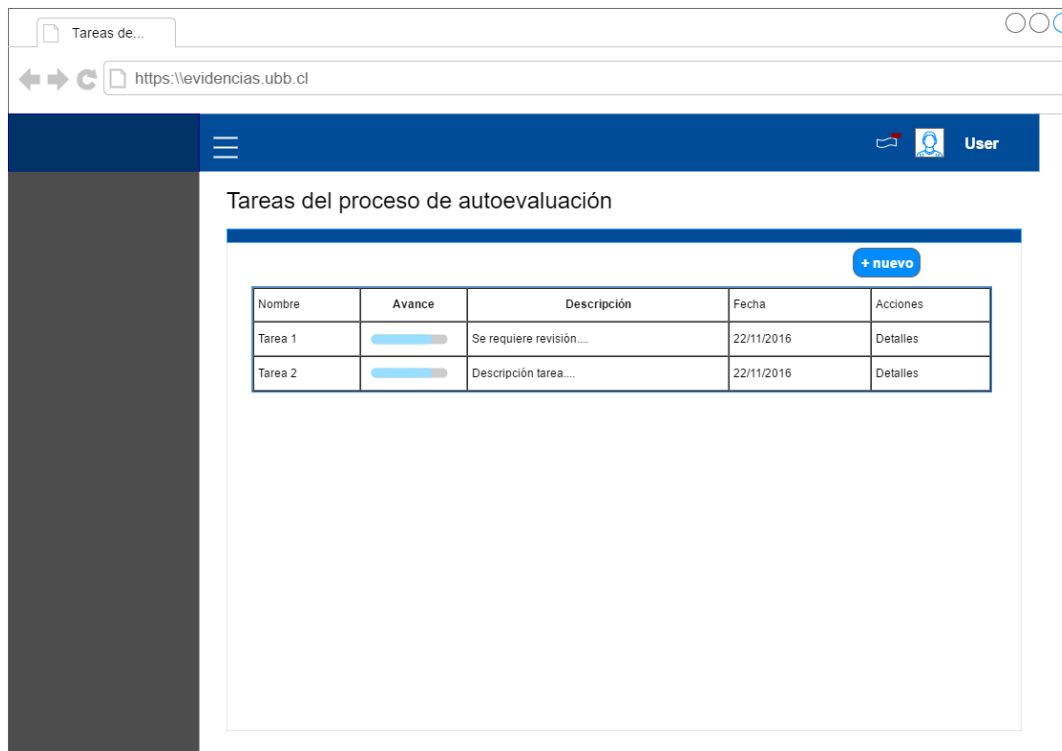 Tareas de...
https:\\evidencias.ubb.cl
User
Tareas del proceso de autoevaluación
+ nuevo
Nombre Avance Descripción Fecha Acciones
Tarea 1 Se requiere revisión.... 22/11/2016 Detalles
Tarea 2 Descripción tarea.... 22/11/2016 Detalles